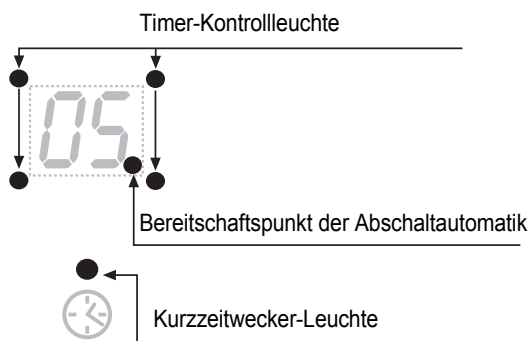 Timer-Kontrollleuchte
05.
Bereitschaftspunkt der Abschaltautomatik
Kurzzeitwecker-Leuchte